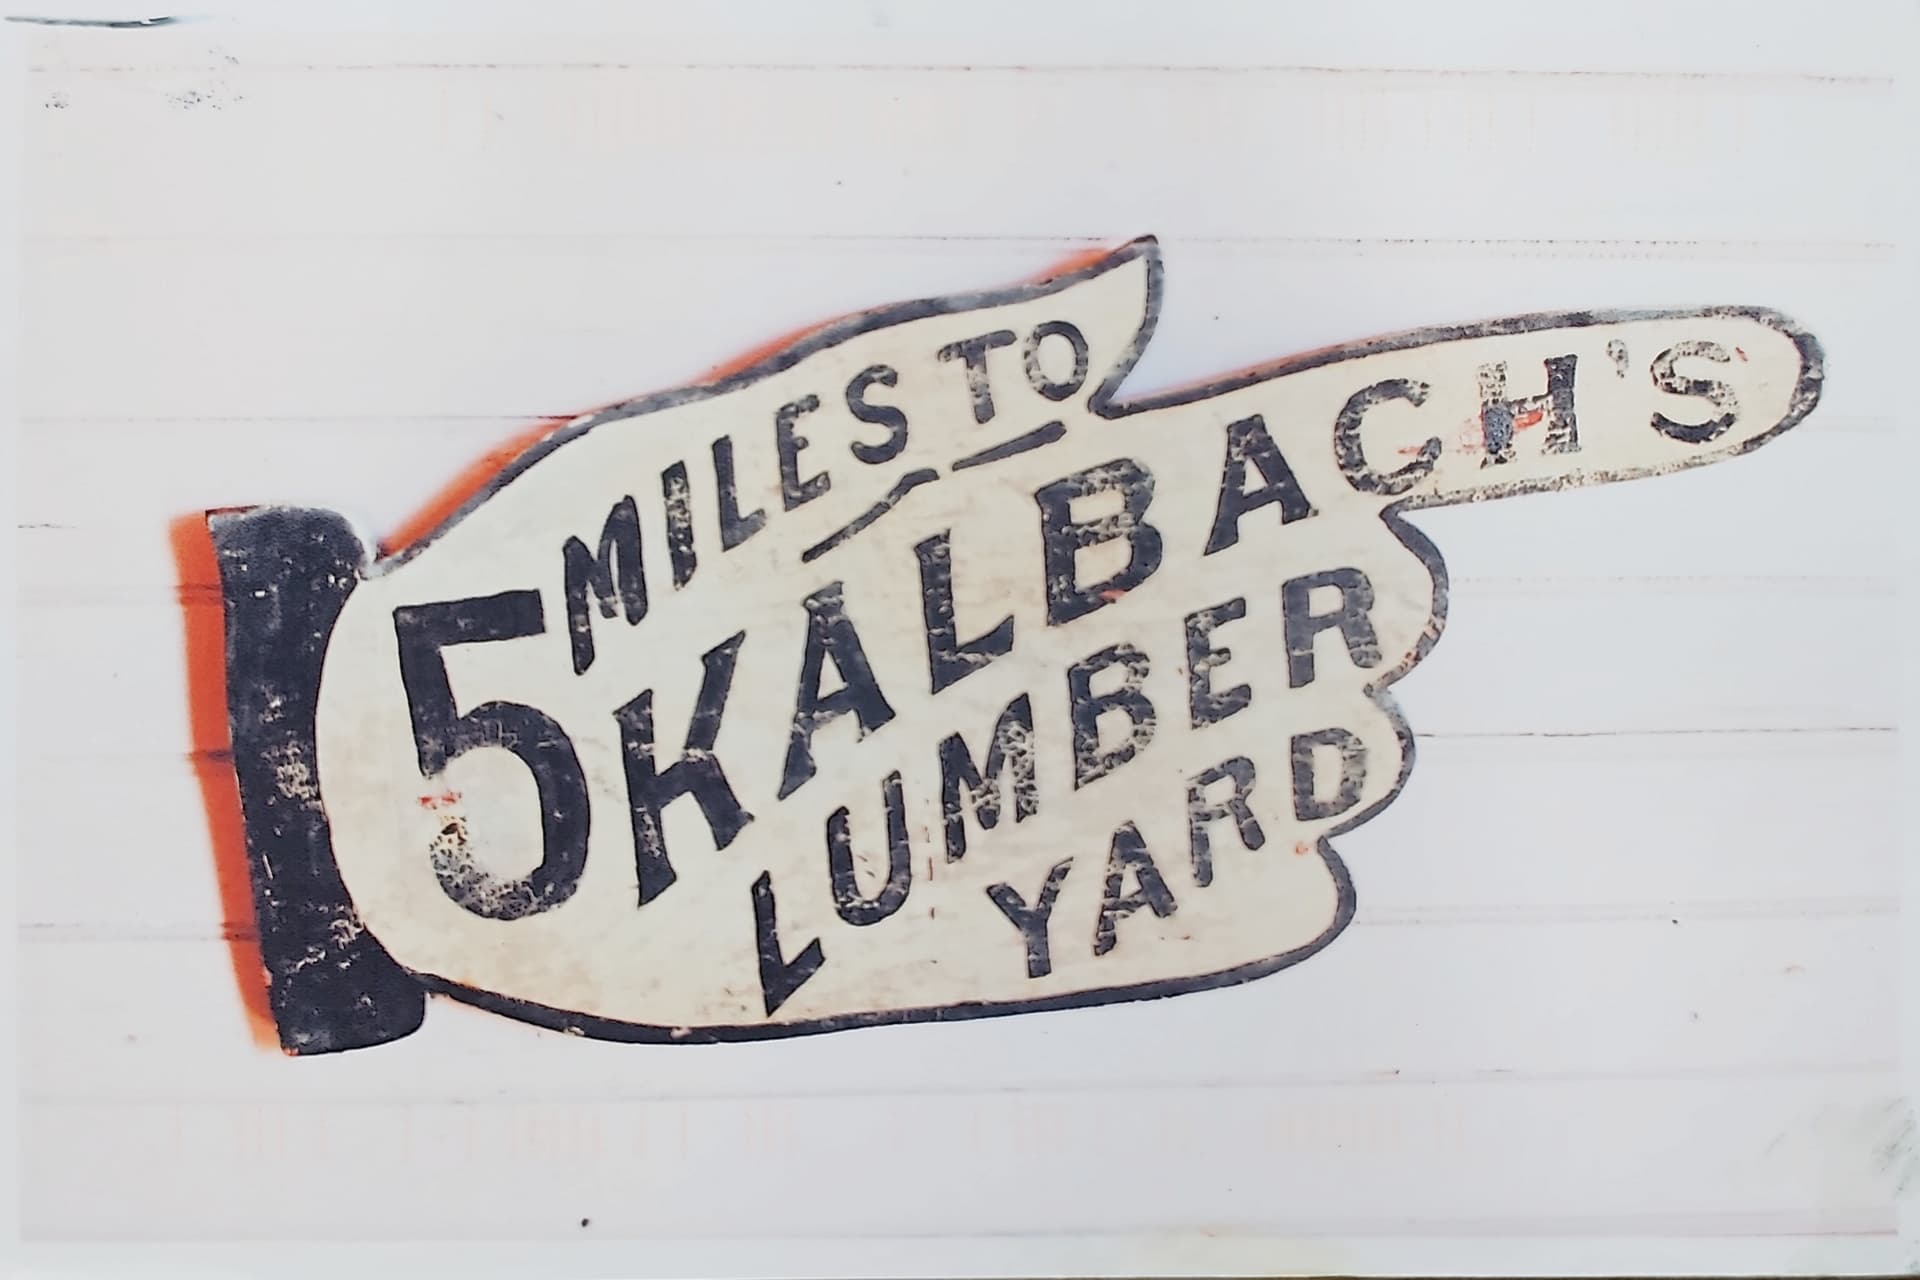 5 MILES TO
KALBACH'S
LUMBER
YARD